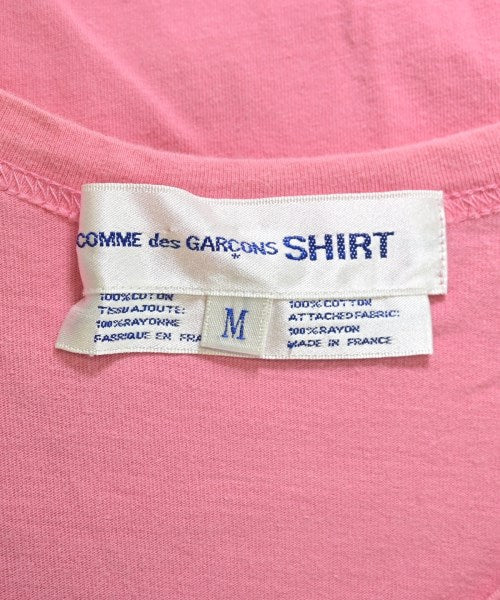 COMME des GARÇONS SHIRT
*
100% COTON
TISSU AJOUTE:
100% RAYONNE
FABRIQUE EN FRA
M
100% COTTON
ATTACHED FABRIC:
100% RAYON
MADE IN FRANCE